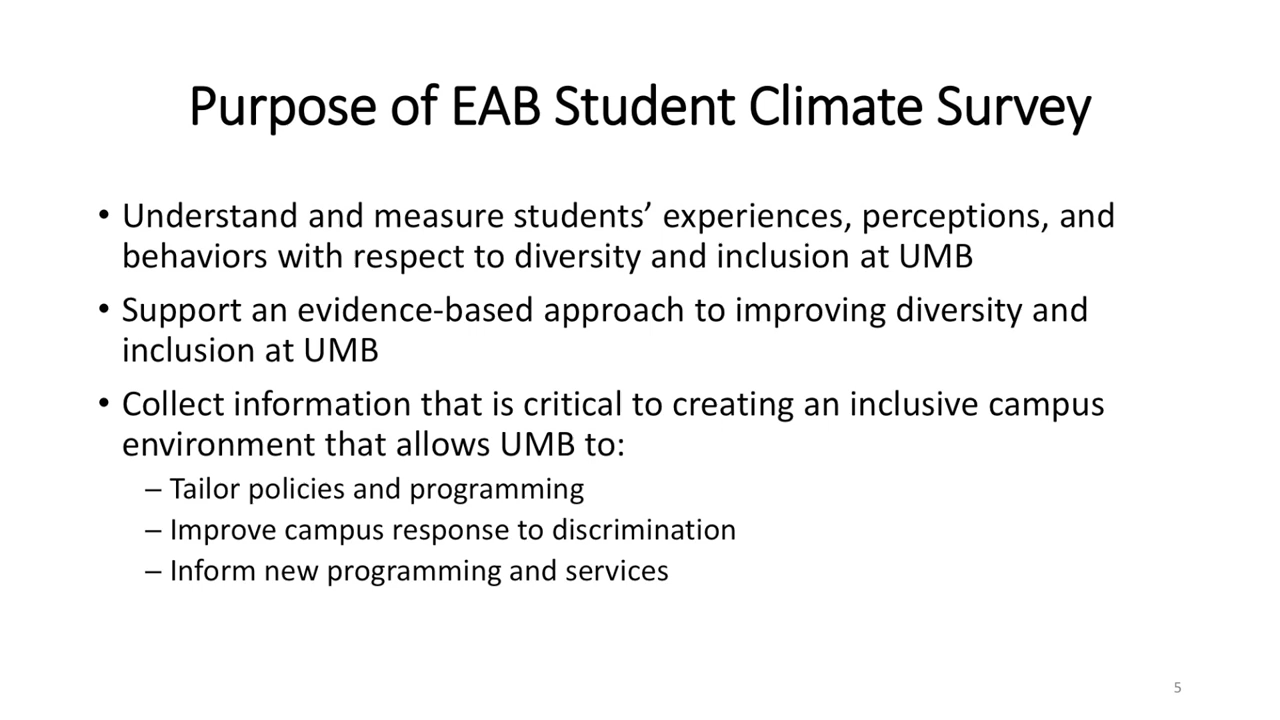 Purpose of EAB Student Climate Survey
• Understand and measure students’ experiences, perceptions, and
behaviors with respect to diversity and inclusion at UMB
• Support an evidence-based approach to improving diversity and
inclusion at UMB
• Collect information that is critical to creating an inclusive campus
environment that allows UMB to:
– Tailor policies and programming
– Improve campus response to discrimination
– Inform new programming and services
5